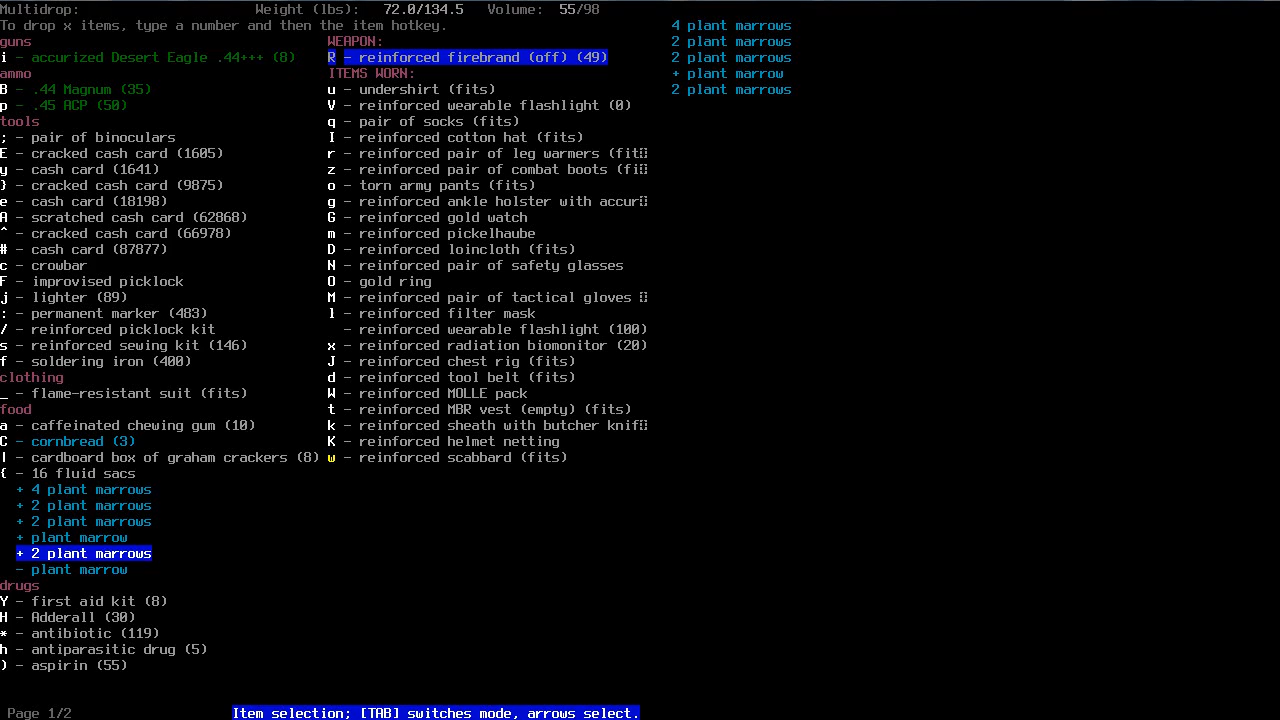 Multidrop: Weight (lbs): 72.0/134.5 Volume: 55/98
To drop x items, type a number and then the item hotkey.
guns
i - accurized Desert Eagle .44+++ (8)
ammo
B - .44 Magnum (35)
p - .45 ACP (50)
tools
; - pair of binoculars
E - cracked cash card (1605)
y - cash card (1641)
} - cracked cash card (9875)
e - cash card (18198)
A - scratched cash card (62868)
^ - cracked cash card (66978)
# - cash card (87877)
c - crowbar
F - improvised picklock
j - lighter (89)
: - permanent marker (483)
/ - reinforced picklock kit
s - reinforced sewing kit (146)
f - soldering iron (400)
clothing
_ - flame-resistant suit (fits)
food
a - caffeinated chewing gum (10)
C - cornbread (3)
| - cardboard box of graham crackers (8)
{ - 16 fluid sacs
+ 4 plant marrows
+ 2 plant marrows
+ 2 plant marrows
+ plant marrow
+ 2 plant marrows
- plant marrow
drugs
Y - first aid kit (8)
H - Adderall (30)
* - antibiotic (119)
h - antiparasitic drug (5)
) - aspirin (55)
WEAPON:
R - reinforced firebrand (off) (49)
ITEMS WORN:
u - undershirt (fits)
V - reinforced wearable flashlight (0)
q - pair of socks (fits)
I - reinforced cotton hat (fits)
r - reinforced pair of leg warmers (fit
z - reinforced pair of combat boots (fi
o - torn army pants (fits)
g - reinforced ankle holster with accur
G - reinforced gold watch
m - reinforced pickelhaube
D - reinforced loincloth (fits)
N - reinforced pair of safety glasses
O - gold ring
M - reinforced pair of tactical gloves
l - reinforced filter mask
- reinforced wearable flashlight (100)
x - reinforced radiation biomonitor (20)
J - reinforced chest rig (fits)
d - reinforced tool belt (fits)
W - reinforced MOLLE pack
t - reinforced MBR vest (empty) (fits)
k - reinforced sheath with butcher knif
K - reinforced helmet netting
w - reinforced scabbard (fits)
4 plant marrows
2 plant marrows
2 plant marrows
+ plant marrow
2 plant marrows
Page 1/2 Item selection; [TAB] switches mode, arrows select.